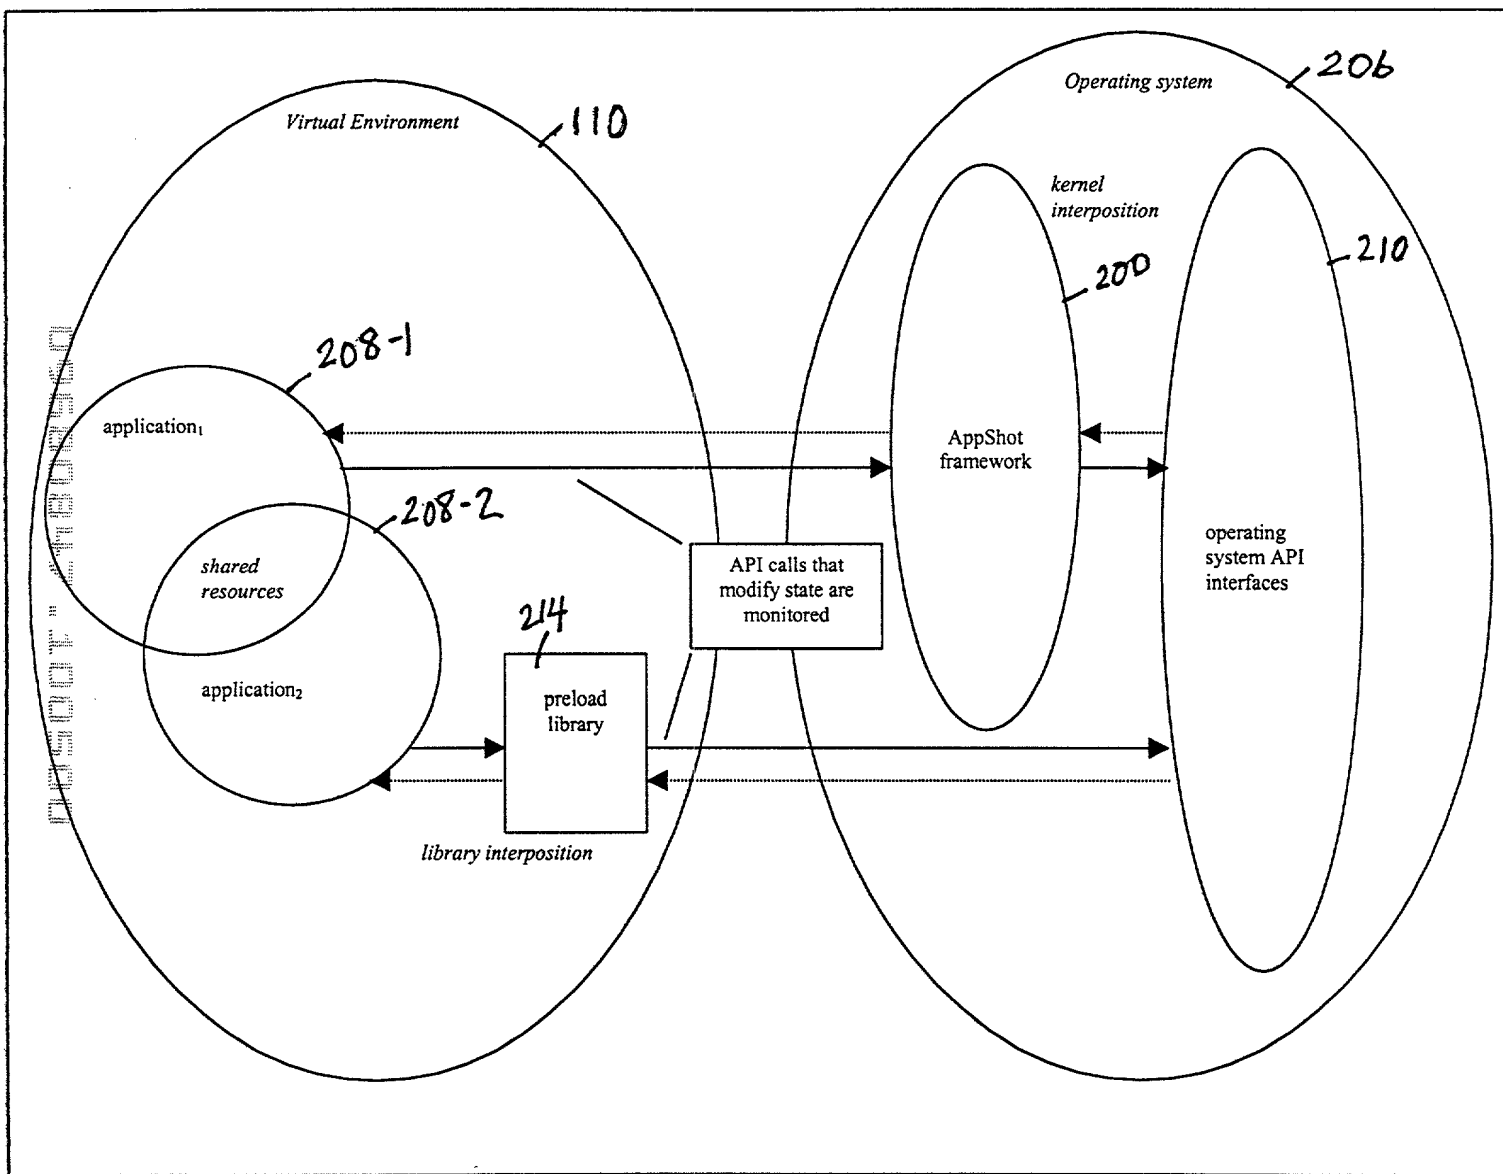 Operating system
206
Virtual Environment
110
kernel
interposition
200
210
208-1
application₁
AppShot
framework
208-2
shared
resources
API calls that
modify state are
monitored
operating
system API
interfaces
214
application₂
preload
library
library interposition